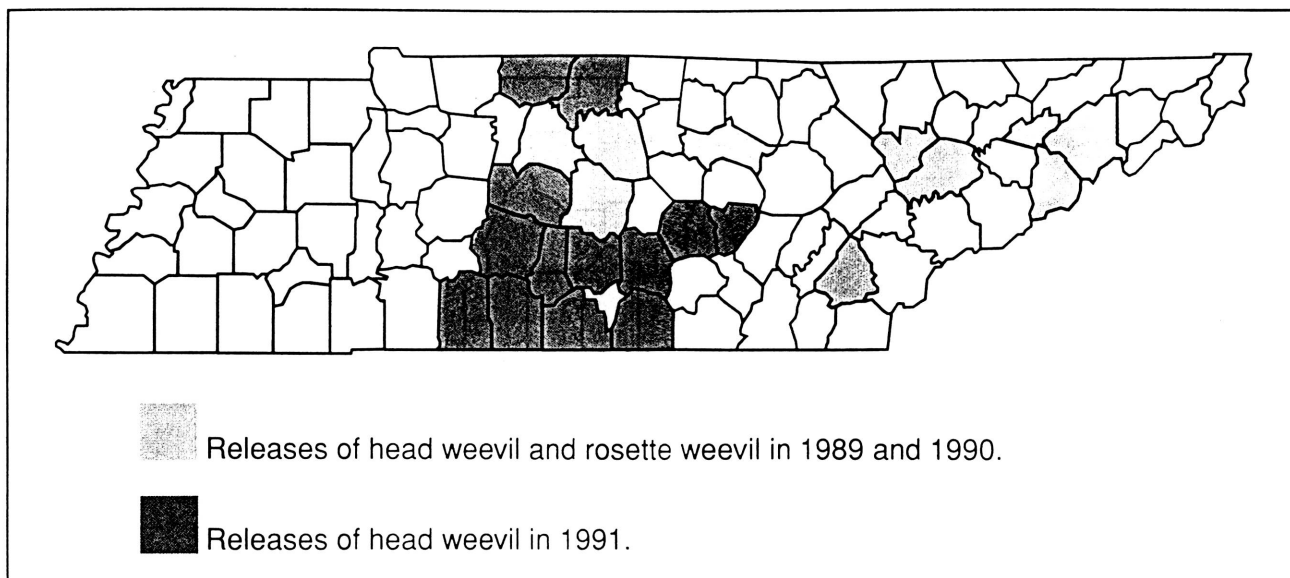 Releases of head weevil and rosette weevil in 1989 and 1990.
Releases of head weevil in 1991.